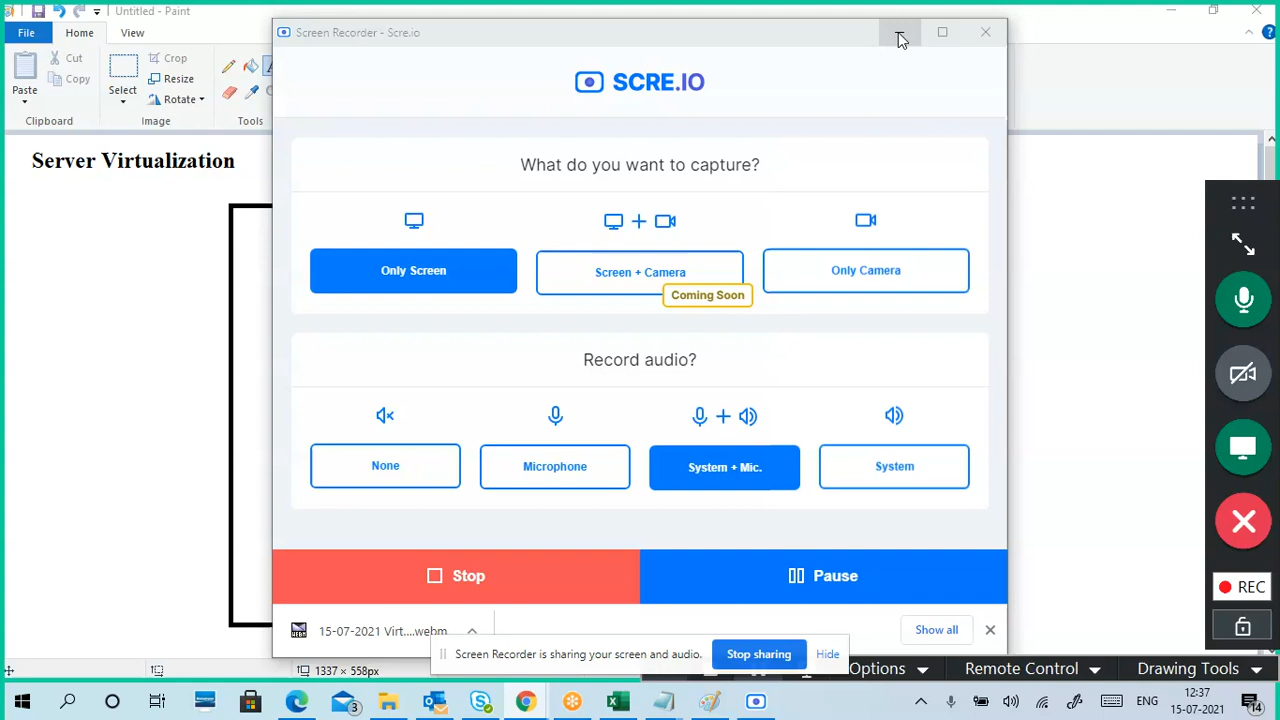 Untitled - Paint
File
Home
View
Paste
Cut
Copy
Clipboard
Select
Crop
Resize
Rotate
Image
Tools
Server Virtualization
Screen Recorder - Scre.io
SCRE.IO
What do you want to capture?
Only Screen
Screen + Camera
Coming Soon
Only Camera
Record audio?
None
Microphone
System + Mic.
System
Stop
Pause
15-07-2021 Virt....webm
Show all
Screen Recorder is sharing your screen and audio.
Stop sharing
Hide
REC
1337 × 558px
Options
Remote Control
Drawing Tools
3
ENG
12:37
15-07-2021
14